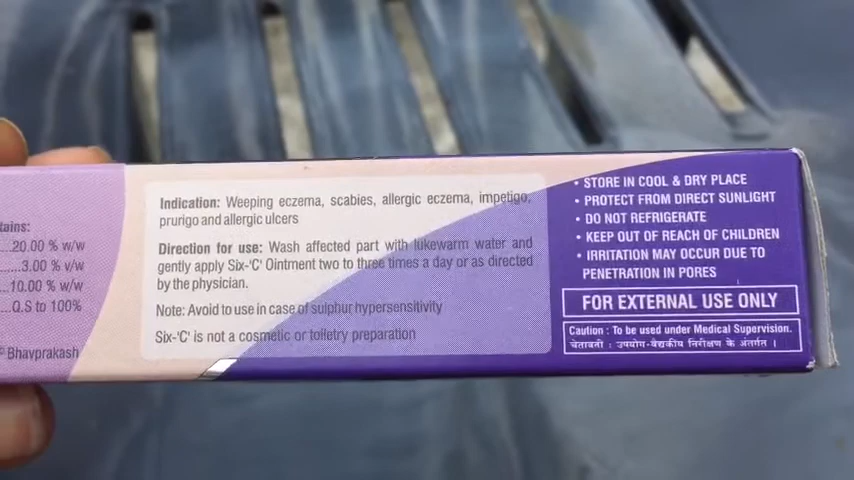 tains:
...20.00 % w/w
......3.00 % v/w
...10.00 % w/w
...Q.S to 100%
Bhavprakash
Indication: Weeping eczema, scabies, allergic eczema, impetigo,
prurigo and allergic ulcers
Direction for use: Wash affected part with lukewarm water and
gently apply Six-'C' Ointment two to three times a day or as directed
by the physician.
Note: Avoid to use in case of sulphur hypersensitivity
Six-'C' is not a cosmetic or toiletry preparation
• STORE IN COOL & DRY PLACE
• PROTECT FROM DIRECT SUNLIGHT
• DO NOT REFRIGERATE
• KEEP OUT OF REACH OF CHILDREN
• IRRITATION MAY OCCUR DUE TO
PENETRATION IN PORES
FOR EXTERNAL USE ONLY
Caution : To be used under Medical Supervision.
चेतावती : उपयोग-वैद्यकीय निरीक्षण के अंतर्गत ।